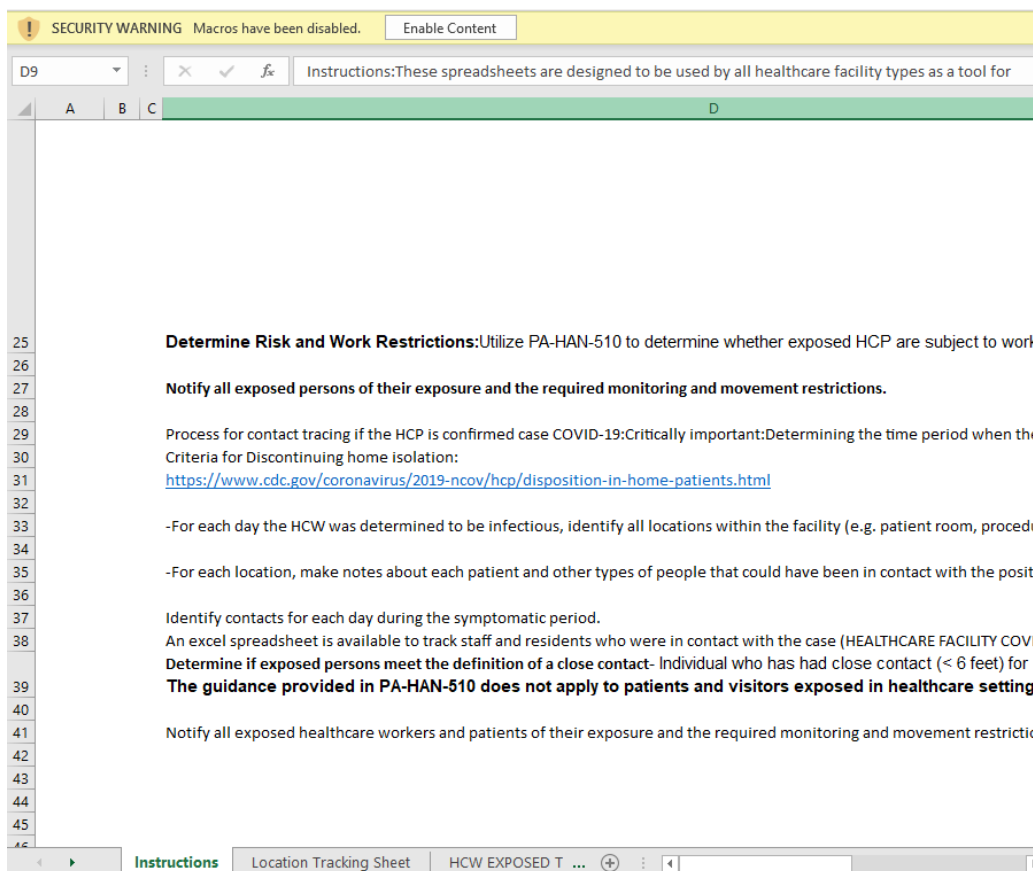 SECURITY WARNING Macros have been disabled. Enable Content
D9 fx Instructions:These spreadsheets are designed to be used by all healthcare facility types as a tool for
A B C D
25 Determine Risk and Work Restrictions:Utilize PA-HAN-510 to determine whether exposed HCP are subject to work
26
27 Notify all exposed persons of their exposure and the required monitoring and movement restrictions.
28
29 Process for contact tracing if the HCP is confirmed case COVID-19:Critically important:Determining the time period when the
30 Criteria for Discontinuing home isolation:
31 https://www.cdc.gov/coronavirus/2019-ncov/hcp/disposition-in-home-patients.html
32
33 -For each day the HCW was determined to be infectious, identify all locations within the facility (e.g. patient room, procedu
34
35 -For each location, make notes about each patient and other types of people that could have been in contact with the posit
36
37 Identify contacts for each day during the symptomatic period.
38 An excel spreadsheet is available to track staff and residents who were in contact with the case (HEALTHCARE FACILITY COVI
Determine if exposed persons meet the definition of a close contact- Individual who has had close contact (< 6 feet) for
39 The guidance provided in PA-HAN-510 does not apply to patients and visitors exposed in healthcare setting
40
41 Notify all exposed healthcare workers and patients of their exposure and the required monitoring and movement restrictio
42
43
44
45
46
Instructions Location Tracking Sheet HCW EXPOSED T ...